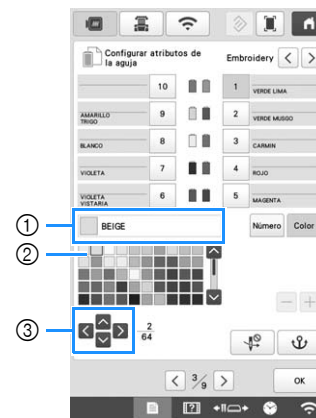 Configurar atributos de
la aguja
Embroidery
10
1
VERDE LIMA
AMARILLO
TRIGO
9
2
VERDE MUSGO
BLANCO
8
3
CARMIN
VIOLETA
7
4
ROJO
VIOLETA
VISTARIA
6
5
MAGENTA
① BEIGE
Número
Color
②
③
2
64
3/9
OK